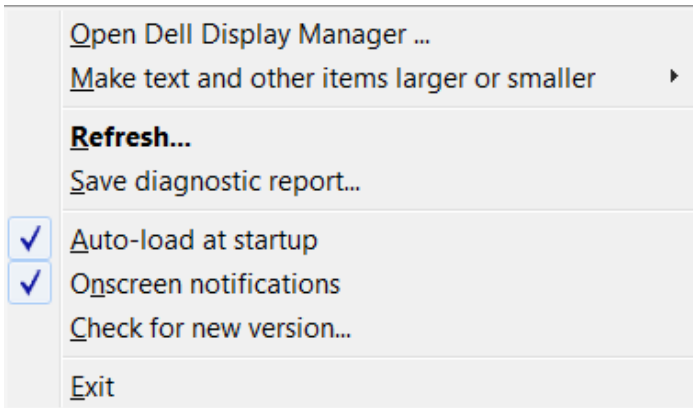 Open Dell Display Manager ...
Make text and other items larger or smaller
Refresh...
Save diagnostic report...
Auto-load at startup
Onscreen notifications
Check for new version...
Exit